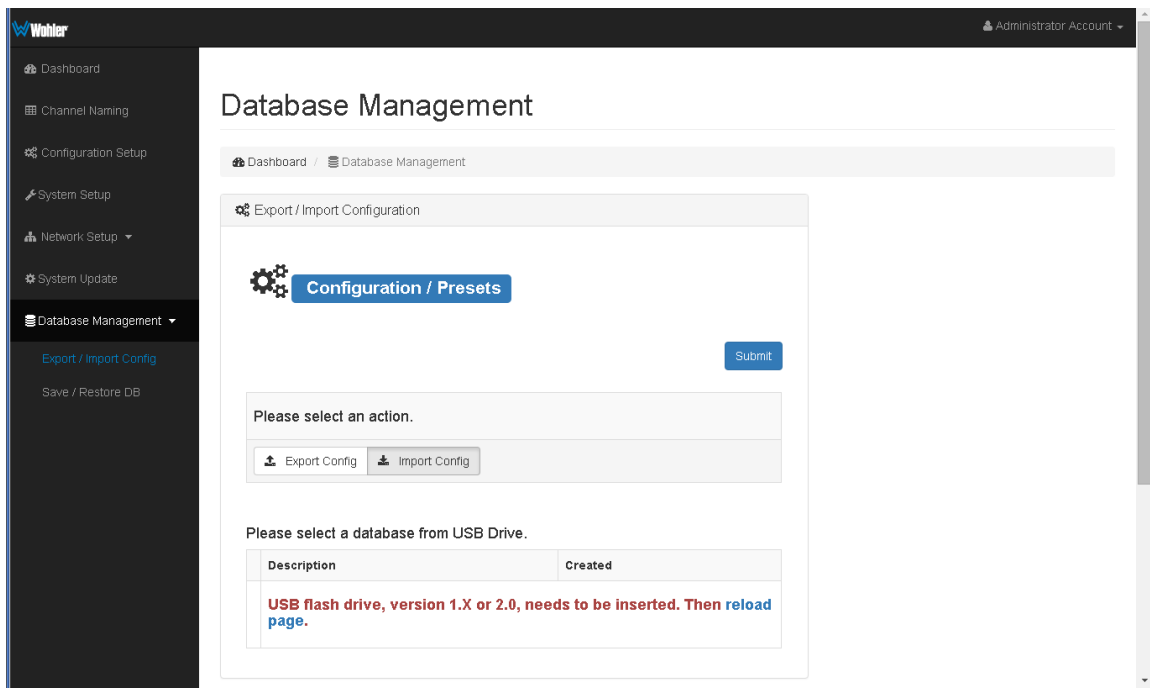 Wohler
Administrator Account
Dashboard
Channel Naming
Configuration Setup
System Setup
Network Setup
System Update
Database Management
Export / Import Config
Save / Restore DB
Database Management
Dashboard / Database Management
Export / Import Configuration
Configuration / Presets
Submit
Please select an action.
Export Config Import Config
Please select a database from USB Drive.
Description Created
USB flash drive, version 1.X or 2.0, needs to be inserted. Then reload
page.